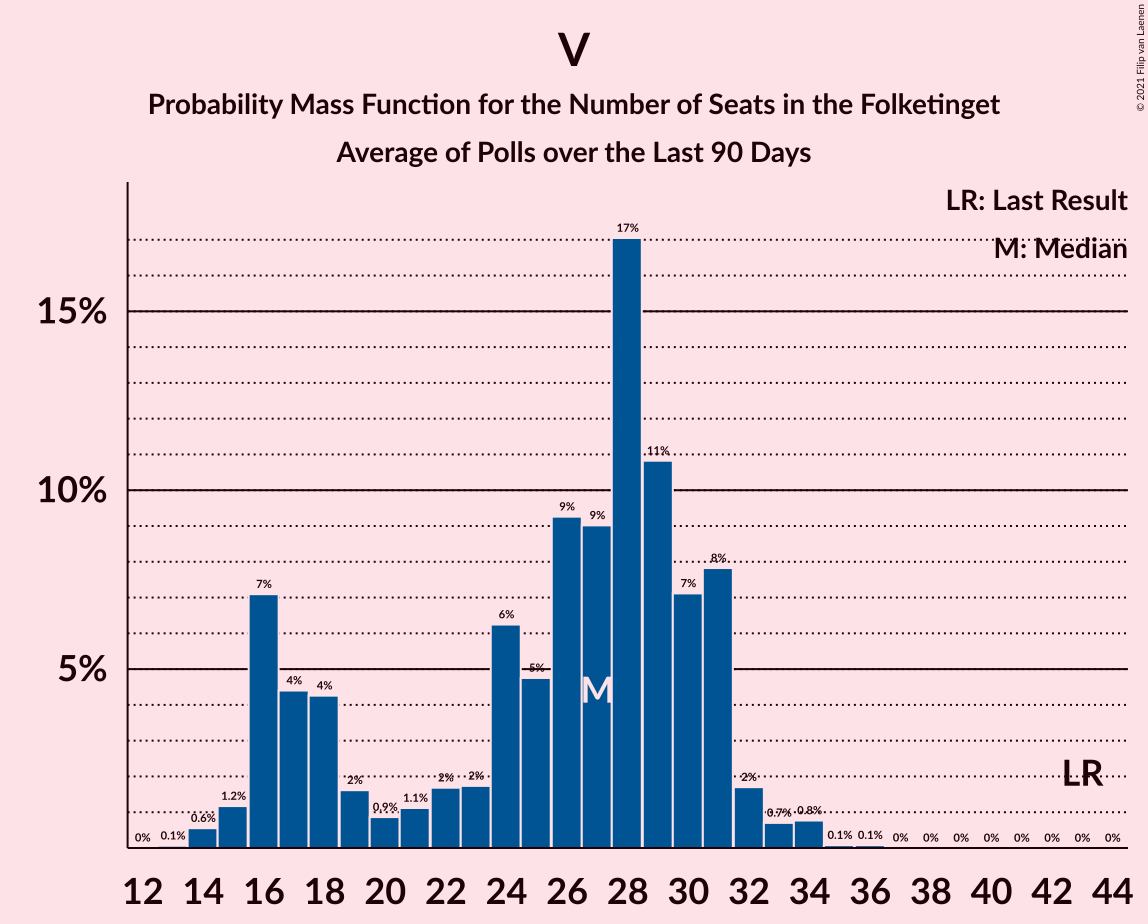 © 2021 Filip van Laenen
V
Probability Mass Function for the Number of Seats in the Folketinget
Average of Polls over the Last 90 Days
LR: Last Result
M: Median
15%
10%
5%
0% 0.1% 0.6% 1.2% 7% 4% 4% 2% 0.9% 1.1% 2% 2% 6% 5% 9% 9% 17% 11% 7% 8% 2% 0.7% 0.8% 0.1% 0.1% 0% 0% 0% 0% 0% 0% 0% 0%
M
LR
12 14 16 18 20 22 24 26 28 30 32 34 36 38 40 42 44